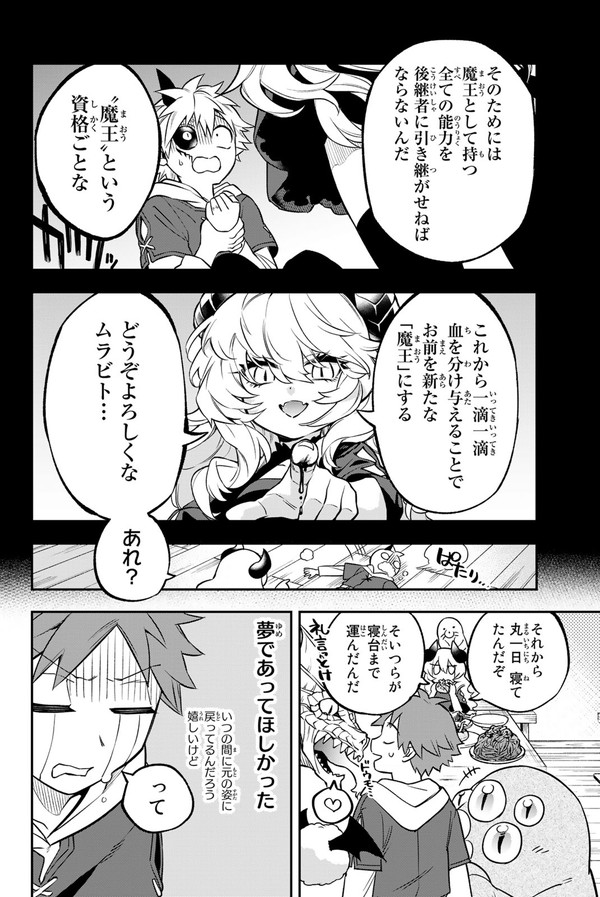 そのためには
魔王として持つ
全ての能力を
後継者に引き継がせねば
ならないんだ
〝魔王〟という
資格ごとな
これから一滴一滴
血を分け与えることで
お前を新たな
「魔王」にする
どうぞよろしくな
ムラビト…
あれ？
ぱたり…
それから
丸一日寝て
たんだぞ
そいつらが
寝台まで
運んだんだ
礼言っとけ
ドゥモ…
夢であってほしかった
いつの間に元の姿に
戻ってるんだろう
嬉しいけど
って